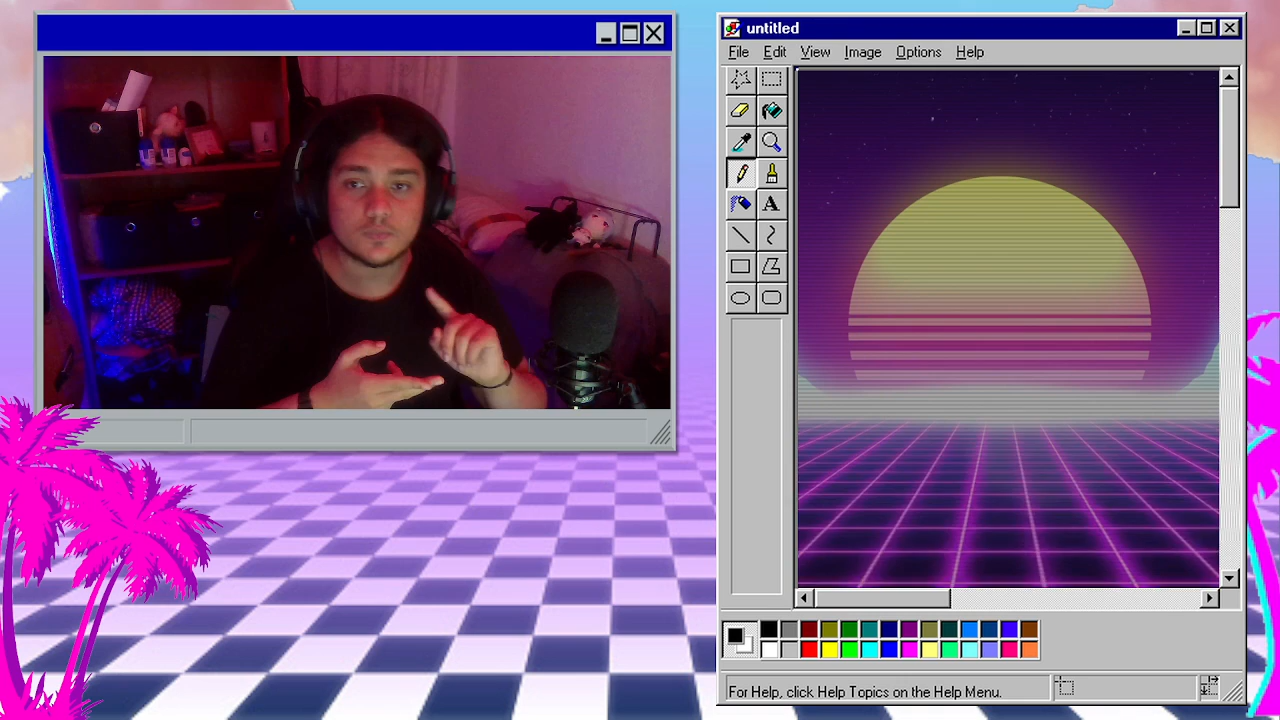 untitled
File Edit View Image Options Help
A
For Help, click Help Topics on the Help Menu.